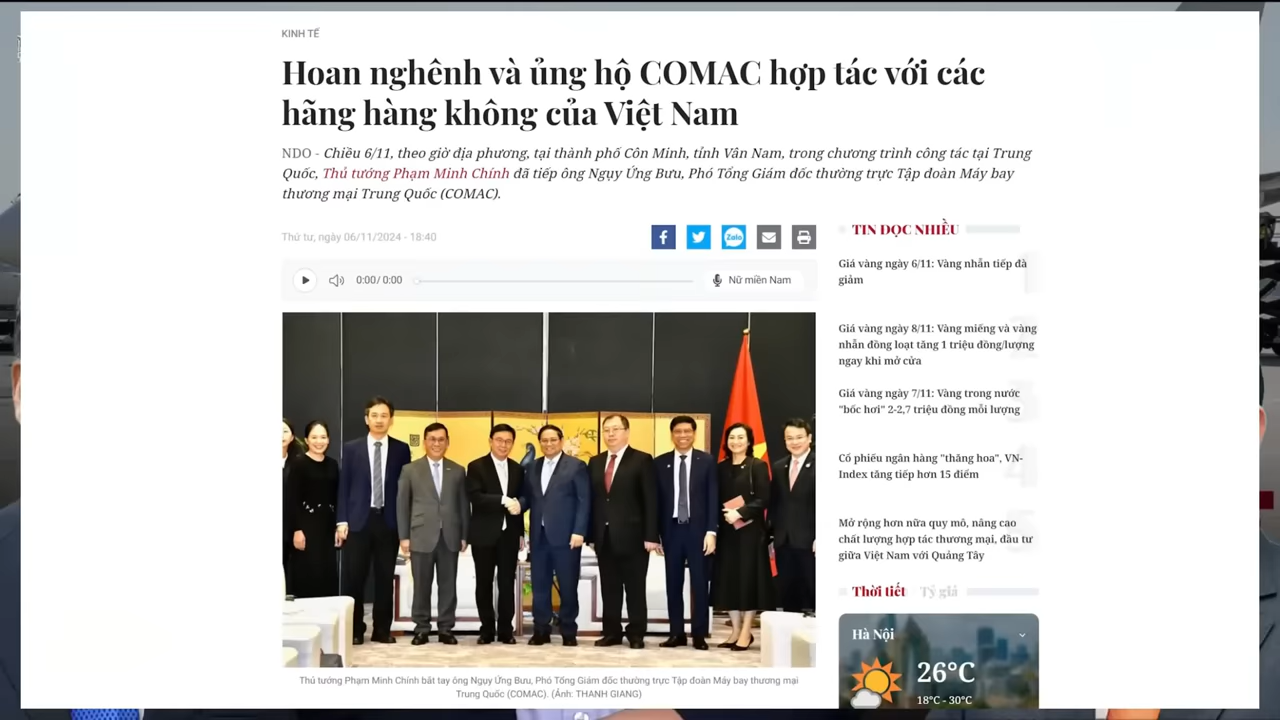 KINH TẾ
Hoan nghênh và ủng hộ COMAC hợp tác với các
hãng hàng không của Việt Nam
NDO - Chiều 6/11, theo giờ địa phương, tại thành phố Côn Minh, tỉnh Vân Nam, trong chương trình công tác tại Trung
Quốc, Thủ tướng Phạm Minh Chính đã tiếp ông Ngụy Ứng Bưu, Phó Tổng Giám đốc thường trực Tập đoàn Máy bay
thương mại Trung Quốc (COMAC).
Thứ tư, ngày 06/11/2024 - 18:40
Zalo
0:00/ 0:00
Nữ miền Nam
Thủ tướng Phạm Minh Chính bắt tay ông Ngụy Ứng Bưu, Phó Tổng Giám đốc thường trực Tập đoàn Máy bay thương mại
Trung Quốc (COMAC). (Ảnh: THANH GIANG)
TIN ĐỌC NHIỀU
Giá vàng ngày 6/11: Vàng nhẫn tiếp đà
giảm
1
Giá vàng ngày 8/11: Vàng miếng và vàng
nhẫn đồng loạt tăng 1 triệu đồng/lượng
ngay khi mở cửa
2
Giá vàng ngày 7/11: Vàng trong nước
"bốc hơi" 2-2,7 triệu đồng mỗi lượng
3
Cổ phiếu ngân hàng "thăng hoa", VN-
Index tăng tiếp hơn 15 điểm
4
Mở rộng hơn nữa quy mô, nâng cao
chất lượng hợp tác thương mại, đầu tư
giữa Việt Nam với Quảng Tây
5
Thời tiết Tỷ giá
Hà Nội
26°C
18°C - 30°C